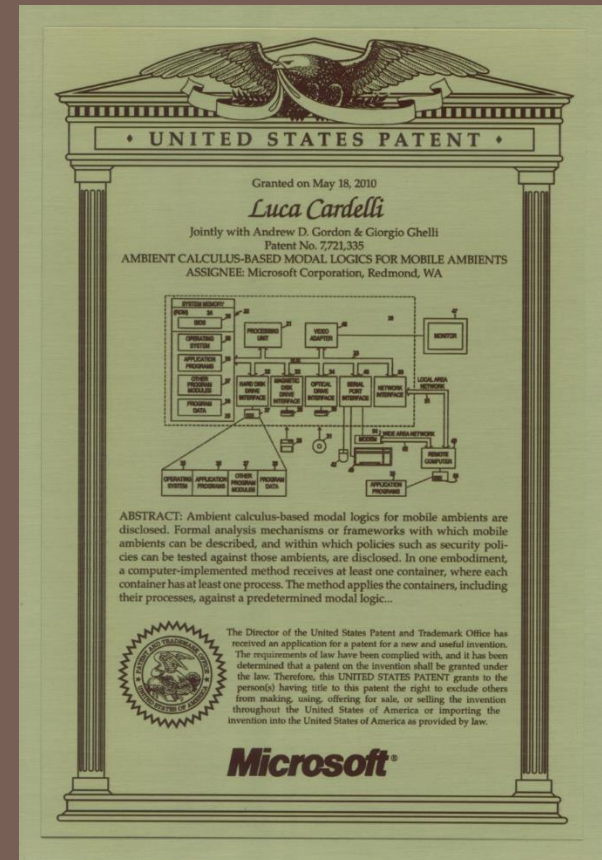 • UNITED STATES PATENT •
Granted on May 18, 2010
Luca Cardelli
Jointly with Andrew D. Gordon & Giorgio Ghelli
Patent No. 7,721,335
AMBIENT CALCULUS-BASED MODAL LOGICS FOR MOBILE AMBIENTS
ASSIGNEE: Microsoft Corporation, Redmond, WA
SYSTEM MEMORY
(ROM)
BIOS
OPERATING SYSTEM
APPLICATION PROGRAMS
OTHER PROGRAM MODULES
PROGRAM DATA
PROCESSING UNIT
VIDEO ADAPTER
MONITOR
HARD DISK DRIVE INTERFACE
MAGNETIC DISK DRIVE INTERFACE
OPTICAL DRIVE INTERFACE
SERIAL PORT INTERFACE
NETWORK INTERFACE
LOCAL AREA NETWORK
MODEM
WIDE AREA NETWORK
REMOTE COMPUTER
OPERATING SYSTEM
APPLICATION PROGRAMS
OTHER PROGRAM MODULES
PROGRAM DATA
APPLICATION PROGRAMS
ABSTRACT: Ambient calculus-based modal logics for mobile ambients are
disclosed. Formal analysis mechanisms or frameworks with which mobile
ambients can be described, and within which policies such as security poli-
cies can be tested against those ambients, are disclosed. In one embodiment,
a computer-implemented method receives at least one container, where each
container has at least one process. The method applies the containers, including
their processes, against a predetermined modal logic...
PATENT AND TRADEMARK OFFICE
UNITED STATES OF AMERICA
The Director of the United States Patent and Trademark Office has
received an application for a patent for a new and useful invention.
The requirements of law have been complied with, and it has been
determined that a patent on the invention shall be granted under
the law. Therefore, this UNITED STATES PATENT grants to the
person(s) having title to this patent the right to exclude others
from making, using, offering for sale, or selling the invention
throughout the United States of America or importing the
invention into the United States of America as provided by law.
Microsoft®